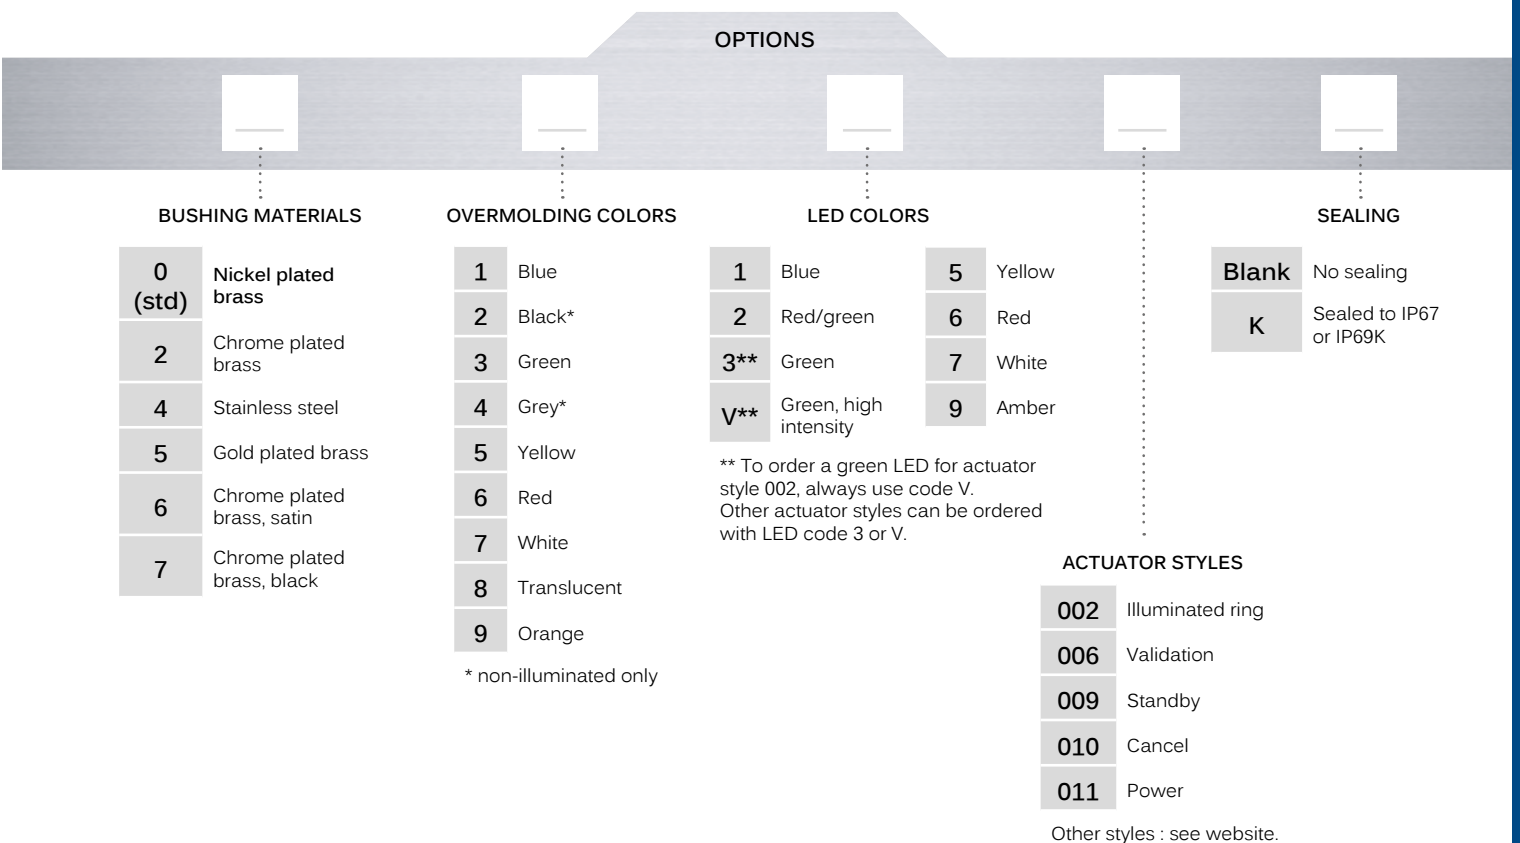 OPTIONS
BUSHING MATERIALS
0
(std)
Nickel plated
brass
2
Chrome plated
brass
4 Stainless steel
5 Gold plated brass
6
Chrome plated
brass, satin
7
Chrome plated
brass, black
OVERMOLDING COLORS
1 Blue
2 Black*
3 Green
4 Grey*
5 Yellow
6 Red
7 White
8 Translucent
9 Orange
* non-illuminated only
LED COLORS
1 Blue
2 Red/green
3** Green
V**
Green, high
intensity
5 Yellow
6 Red
7 White
9 Amber
** To order a green LED for actuator
style 002, always use code V.
Other actuator styles can be ordered
with LED code 3 or V.
ACTUATOR STYLES
002 Illuminated ring
006 Validation
009 Standby
010 Cancel
011 Power
Other styles : see website.
SEALING
Blank No sealing
K
Sealed to IP67
or IP69K